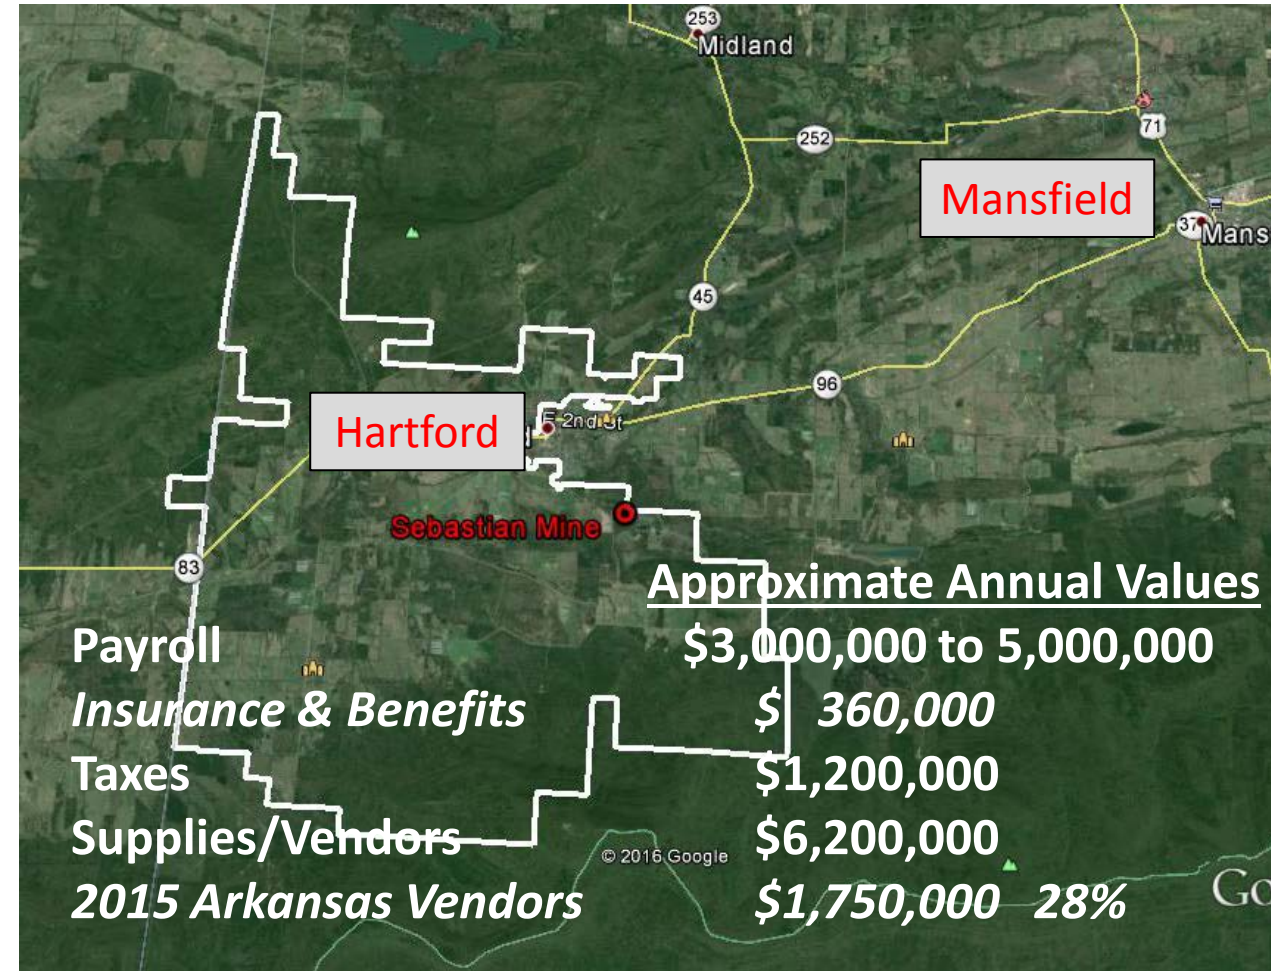 253
Midland
252
71
Mansfield
37
Mans
45
96
Hartford
E 2nd St
Sebastian Mine
83
Approximate Annual Values
Payroll $3,000,000 to 5,000,000
Insurance & Benefits $ 360,000
Taxes $1,200,000
Supplies/Vendors $6,200,000
© 2016 Google
2015 Arkansas Vendors $1,750,000 28%
Go